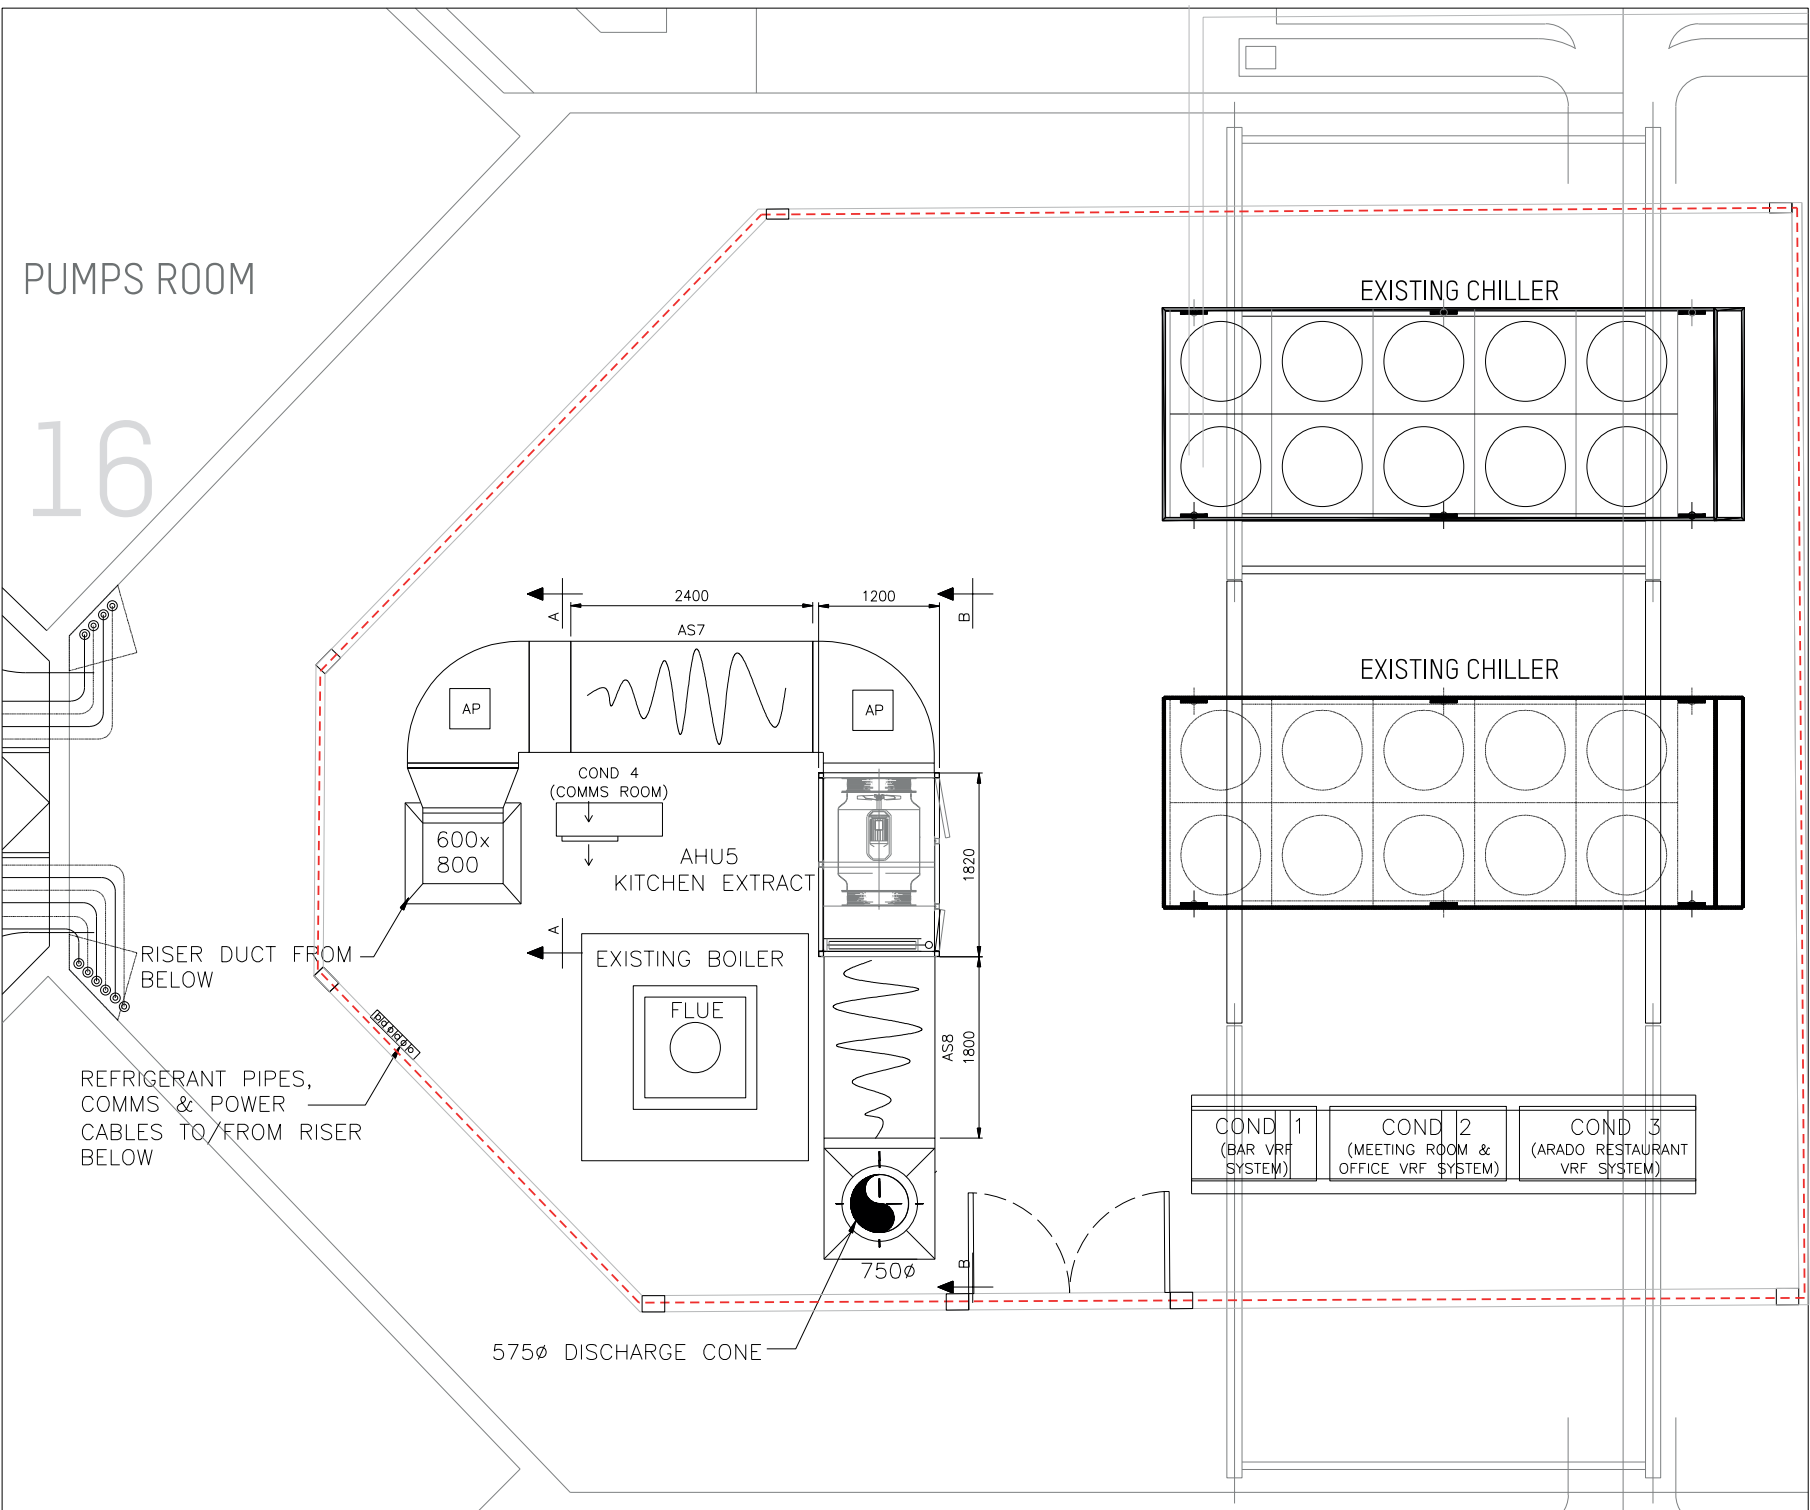 PUMPS ROOM
16
EXISTING CHILLER
EXISTING CHILLER
2400
1200
A
B
AS7
AP
AP
COND 4
(COMMS ROOM)
600x
800
AHU5
KITCHEN EXTRACT
1820
A
RISER DUCT FROM
BELOW
EXISTING BOILER
FLUE
AS8
1800
REFRIGERANT PIPES,
COMMS & POWER
CABLES TO/FROM RISER
BELOW
COND 1
(BAR VRF
SYSTEM)
COND 2
(MEETING ROOM &
OFFICE VRF SYSTEM)
COND 3
(ARADO RESTAURANT
VRF SYSTEM)
B
750ø
575ø DISCHARGE CONE